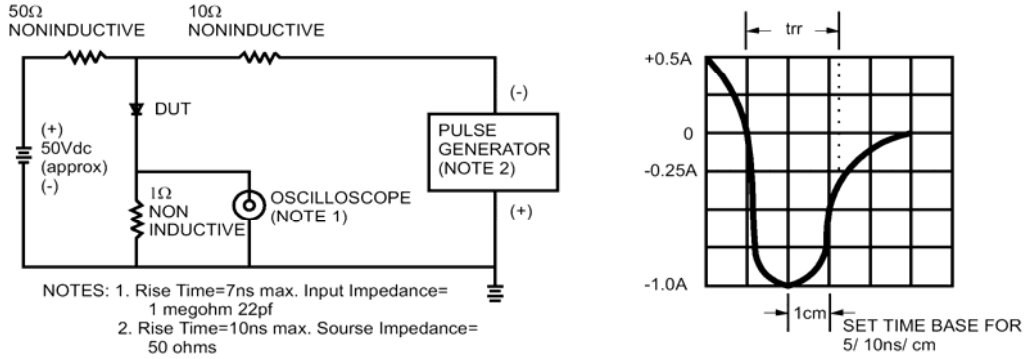 50Ω
NONINDUCTIVE
10Ω
NONINDUCTIVE
DUT
(+)
50Vdc
(approx)
(-)
1Ω
NON
INDUCTIVE
OSCILLOSCOPE
(NOTE 1)
(-)
PULSE
GENERATOR
(NOTE 2)
(+)
NOTES: 1. Rise Time=7ns max. Input Impedance=
1 megohm 22pf
2. Rise Time=10ns max. Sourse Impedance=
50 ohms
trr
+0.5A
0
-0.25A
-1.0A
1cm
SET TIME BASE FOR
5/ 10ns/ cm